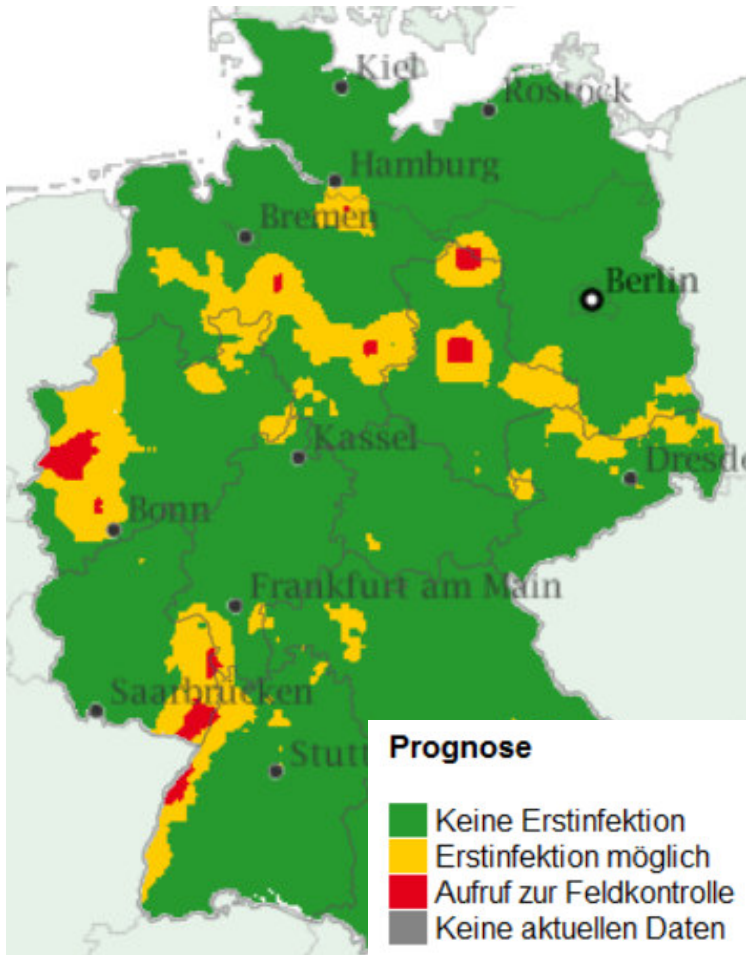 Kiel
Rostock
Hamburg
Bremen
Berlin
Kassel
Dresde
Bonn
Frankfurt am Main
Saarbrücken
Stutt
Prognose
Keine Erstinfektion
Erstinfektion möglich
Aufruf zur Feldkontrolle
Keine aktuellen Daten